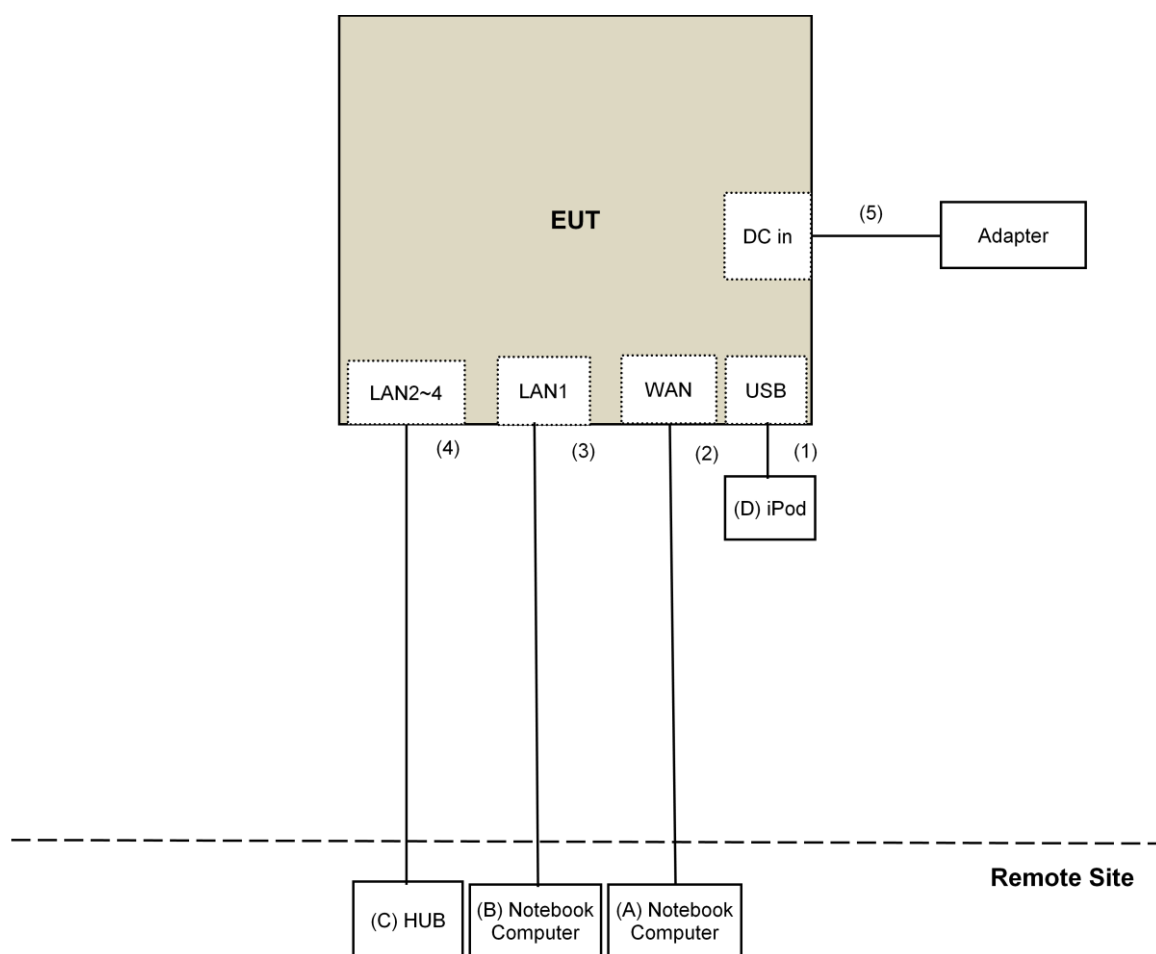 EUT
DC in
(5)
Adapter
LAN2~4
LAN1
WAN
USB
(4)
(3)
(2)
(1)
(D) iPod
Remote Site
(C) HUB
(B) Notebook
Computer
(A) Notebook
Computer